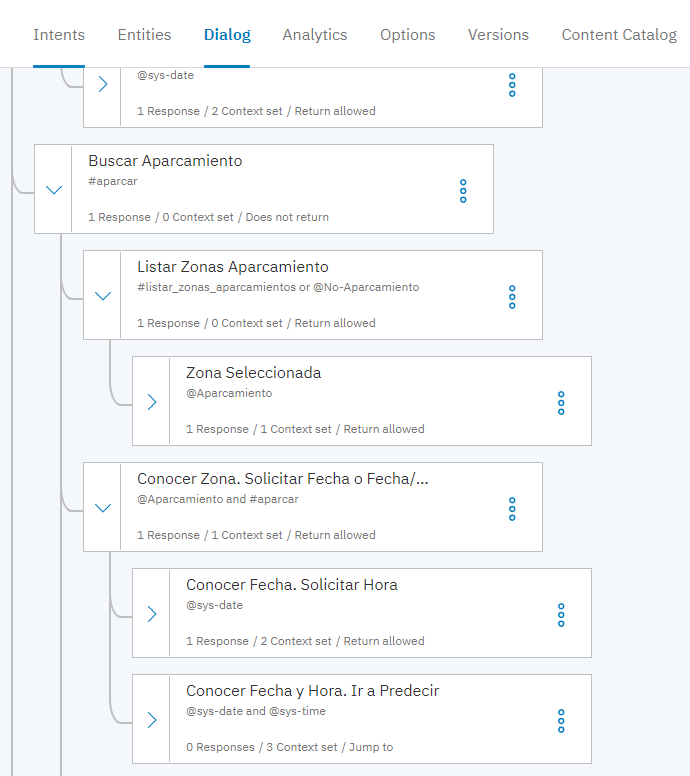 Intents Entities Dialog Analytics Options Versions Content Catalog
@sys-date
1 Response / 2 Context set / Return allowed
Buscar Aparcamiento
#aparcar
1 Response / 0 Context set / Does not return
Listar Zonas Aparcamiento
#listar_zonas_aparcamientos or @No-Aparcamiento
1 Response / 0 Context set / Return allowed
Zona Seleccionada
@Aparcamiento
1 Response / 1 Context set / Return allowed
Conocer Zona. Solicitar Fecha o Fecha/...
@Aparcamiento and #aparcar
1 Response / 1 Context set / Return allowed
Conocer Fecha. Solicitar Hora
@sys-date
1 Response / 2 Context set / Return allowed
Conocer Fecha y Hora. Ir a Predecir
@sys-date and @sys-time
0 Responses / 3 Context set / Jump to